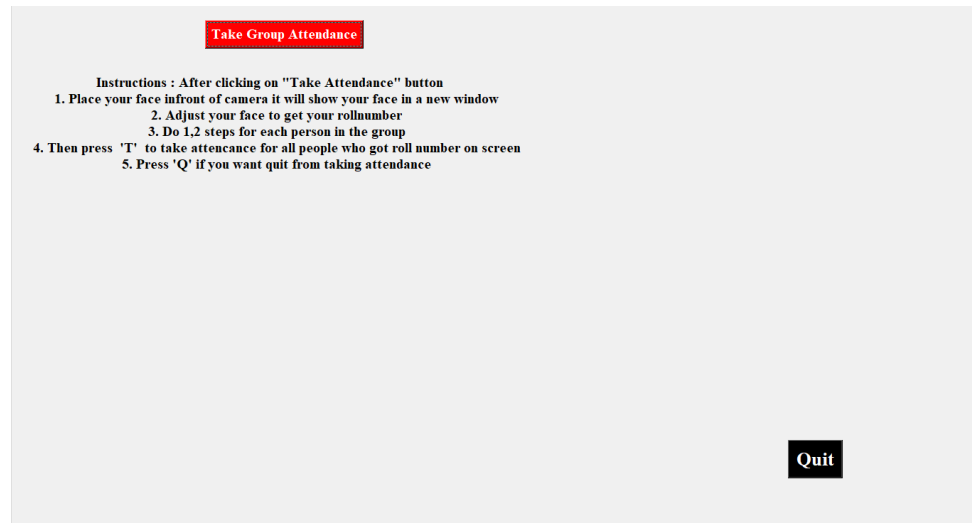 Take Group Attendance
Instructions : After clicking on "Take Attendance" button
1. Place your face infront of camera it will show your face in a new window
2. Adjust your face to get your rollnumber
3. Do 1,2 steps for each person in the group
4. Then press 'T' to take attencance for all people who got roll number on screen
5. Press 'Q' if you want quit from taking attendance
Quit